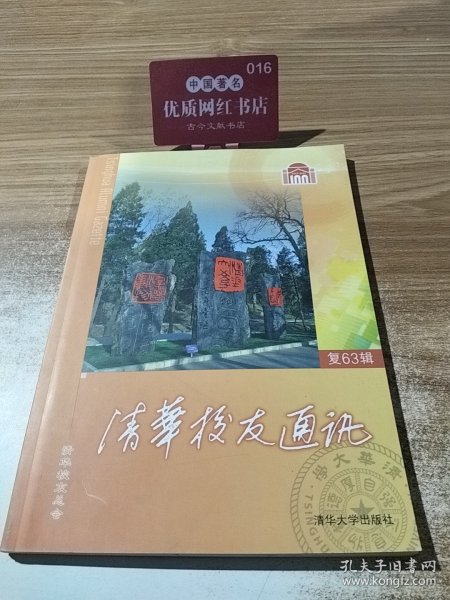 016
中国著名
优质网红书店
古今文献书店
100
复63辑
清華校友通讯
清华校友总会
清华大学出版社
孔夫子旧书网
www.kongfz.com